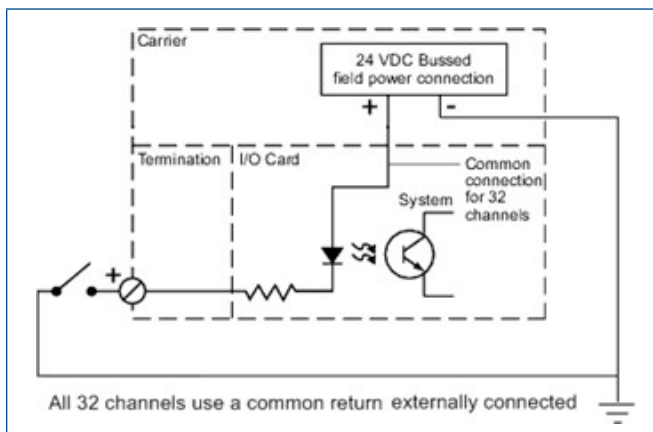 Carrier
24 VDC Bussed
field power connection
+ -
Termination
I/O Card
Common
connection
for 32
channels
System
+
All 32 channels use a common return externally connected